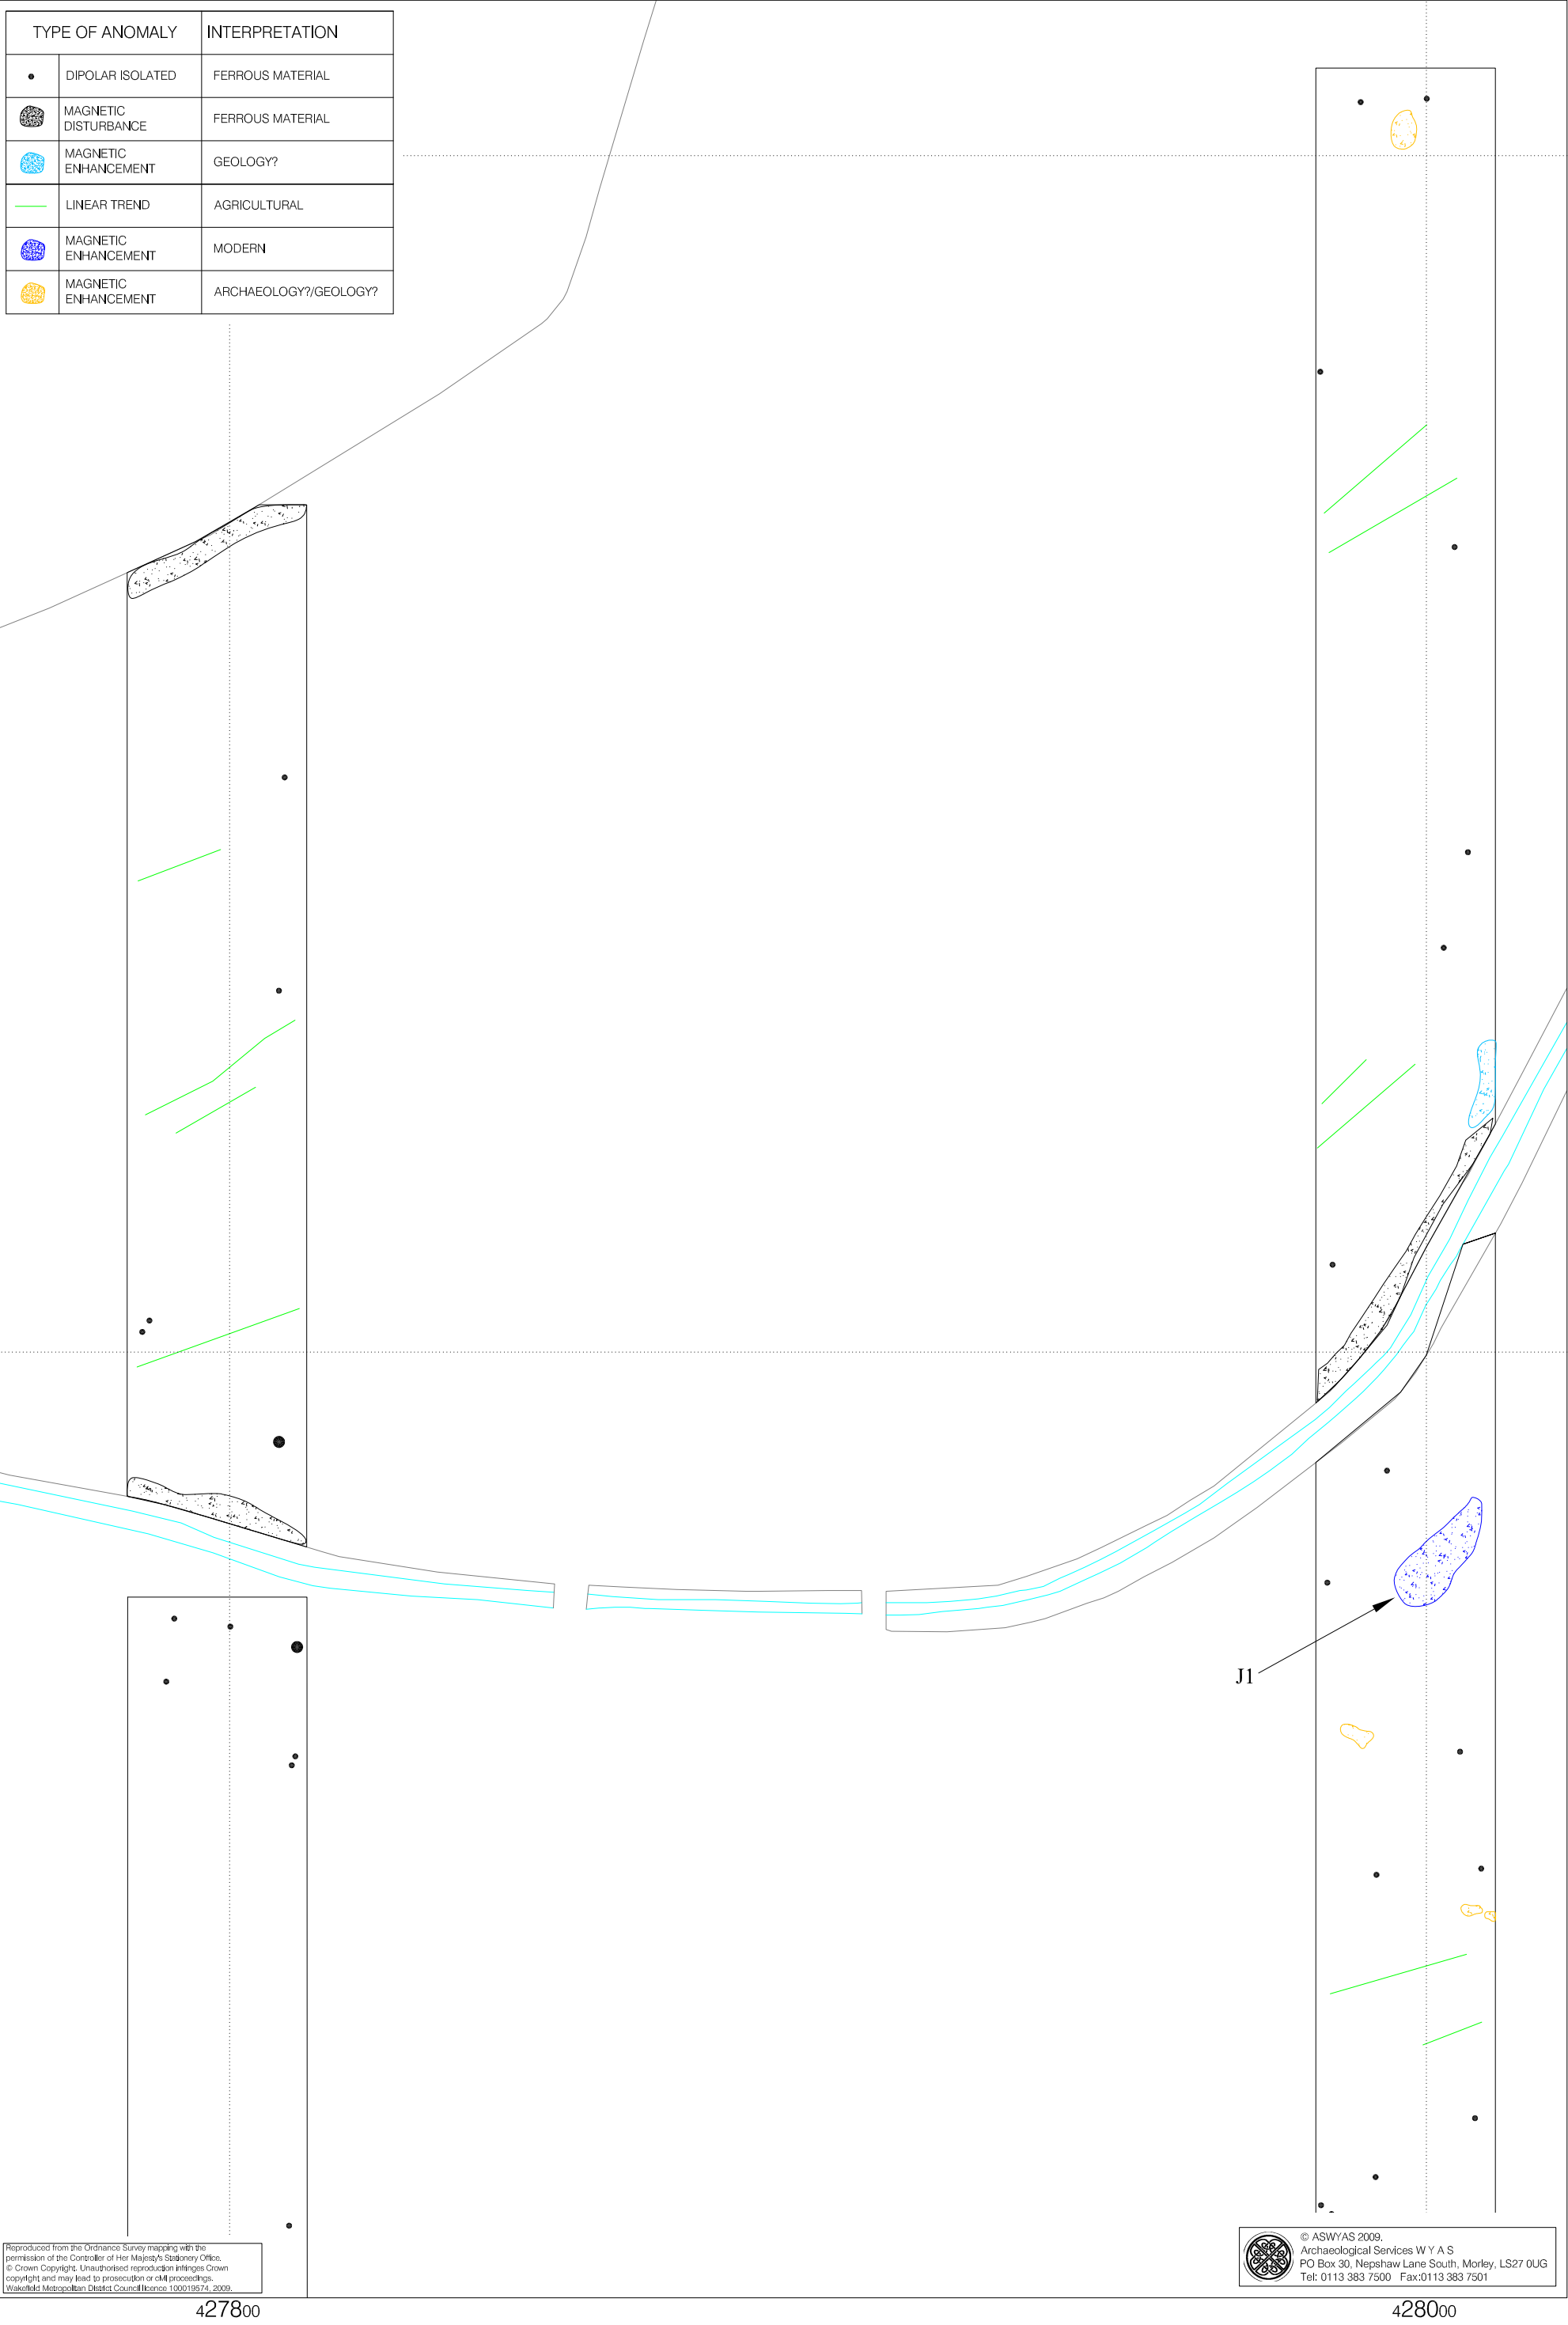 TYPE OF ANOMALY INTERPRETATION
DIPOLAR ISOLATED FERROUS MATERIAL
MAGNETIC
DISTURBANCE
FERROUS MATERIAL
MAGNETIC
ENHANCEMENT
GEOLOGY?
LINEAR TREND AGRICULTURAL
MAGNETIC
ENHANCEMENT
MODERN
MAGNETIC
ENHANCEMENT
ARCHAEOLOGY?/GEOLOGY?
J1
Reproduced from the Ordnance Survey mapping with the
permission of the Controller of Her Majesty's Stationery Office.
© Crown Copyright. Unauthorised reproduction infringes Crown
copyright and may lead to prosecution or civil proceedings.
Wakefield Metropolitan District Council licence 100019574, 2009.
© ASWYAS 2009.
Archaeological Services W Y A S
PO Box 30, Nepshaw Lane South, Morley, LS27 0UG
Tel: 0113 383 7500 Fax:0113 383 7501
427800
428000